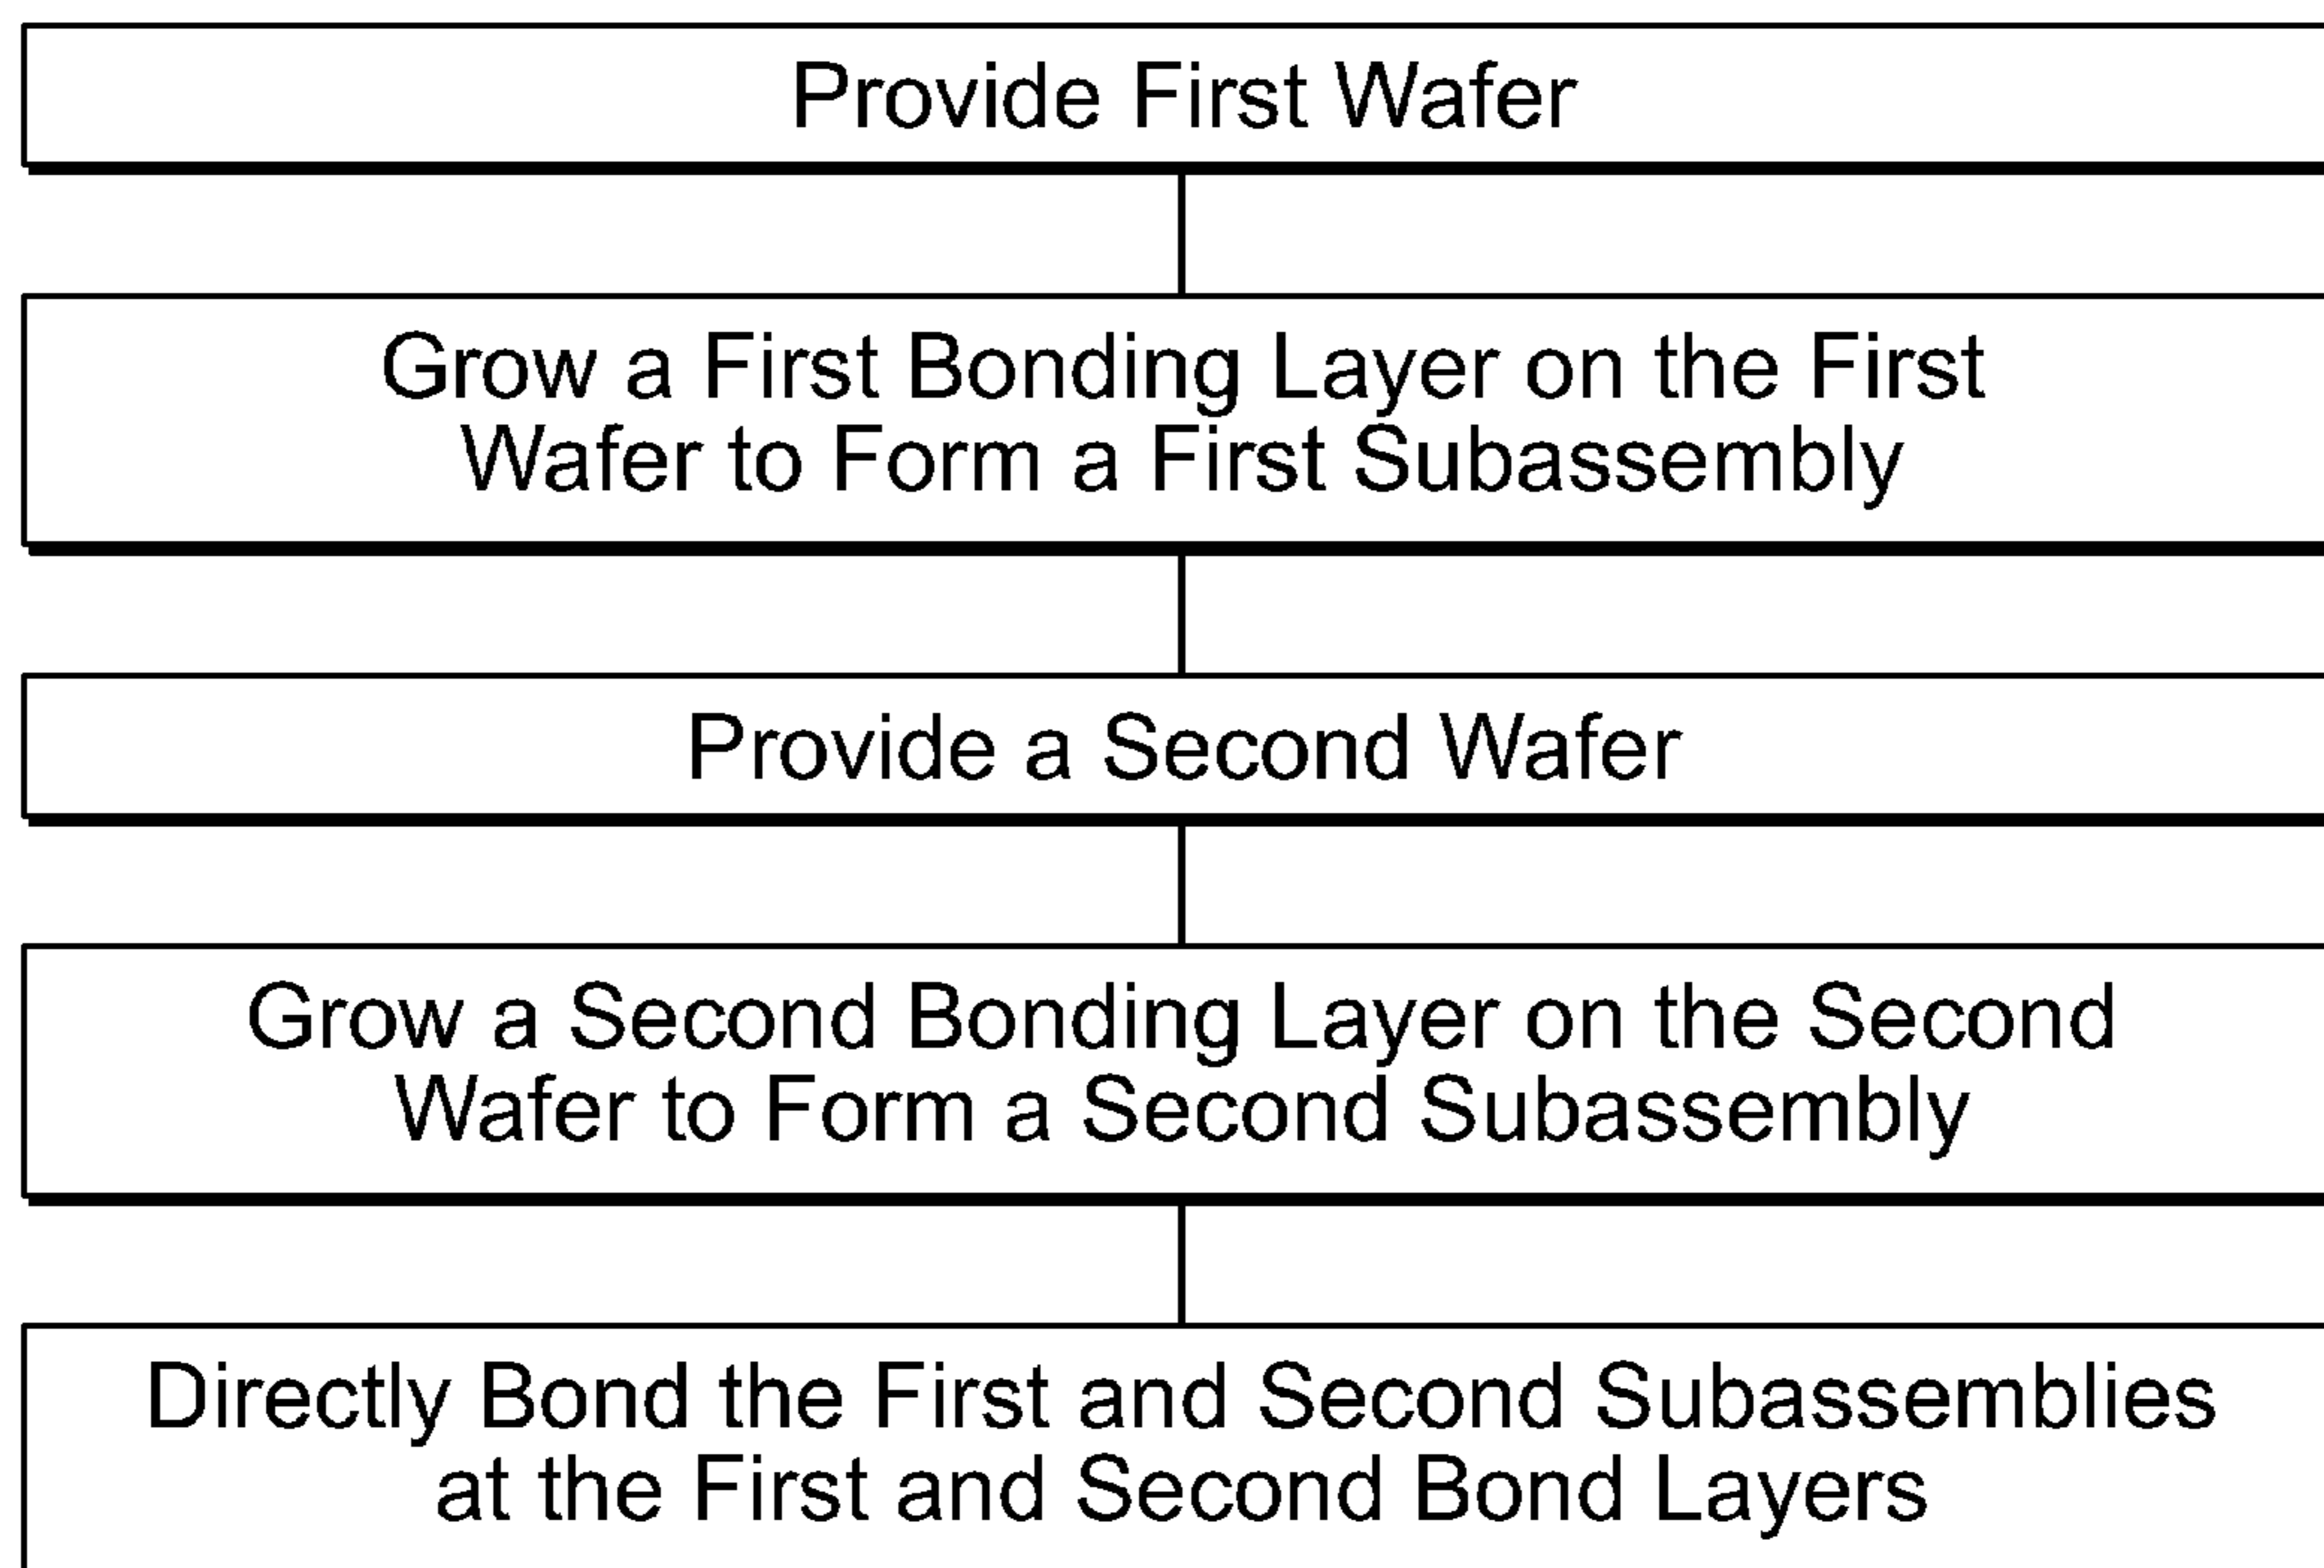 Provide First Wafer
Grow a First Bonding Layer on the First
Wafer to Form a First Subassembly
Provide a Second Wafer
Grow a Second Bonding Layer on the Second
Wafer to Form a Second Subassembly
Directly Bond the First and Second Subassemblies
at the First and Second Bond Layers